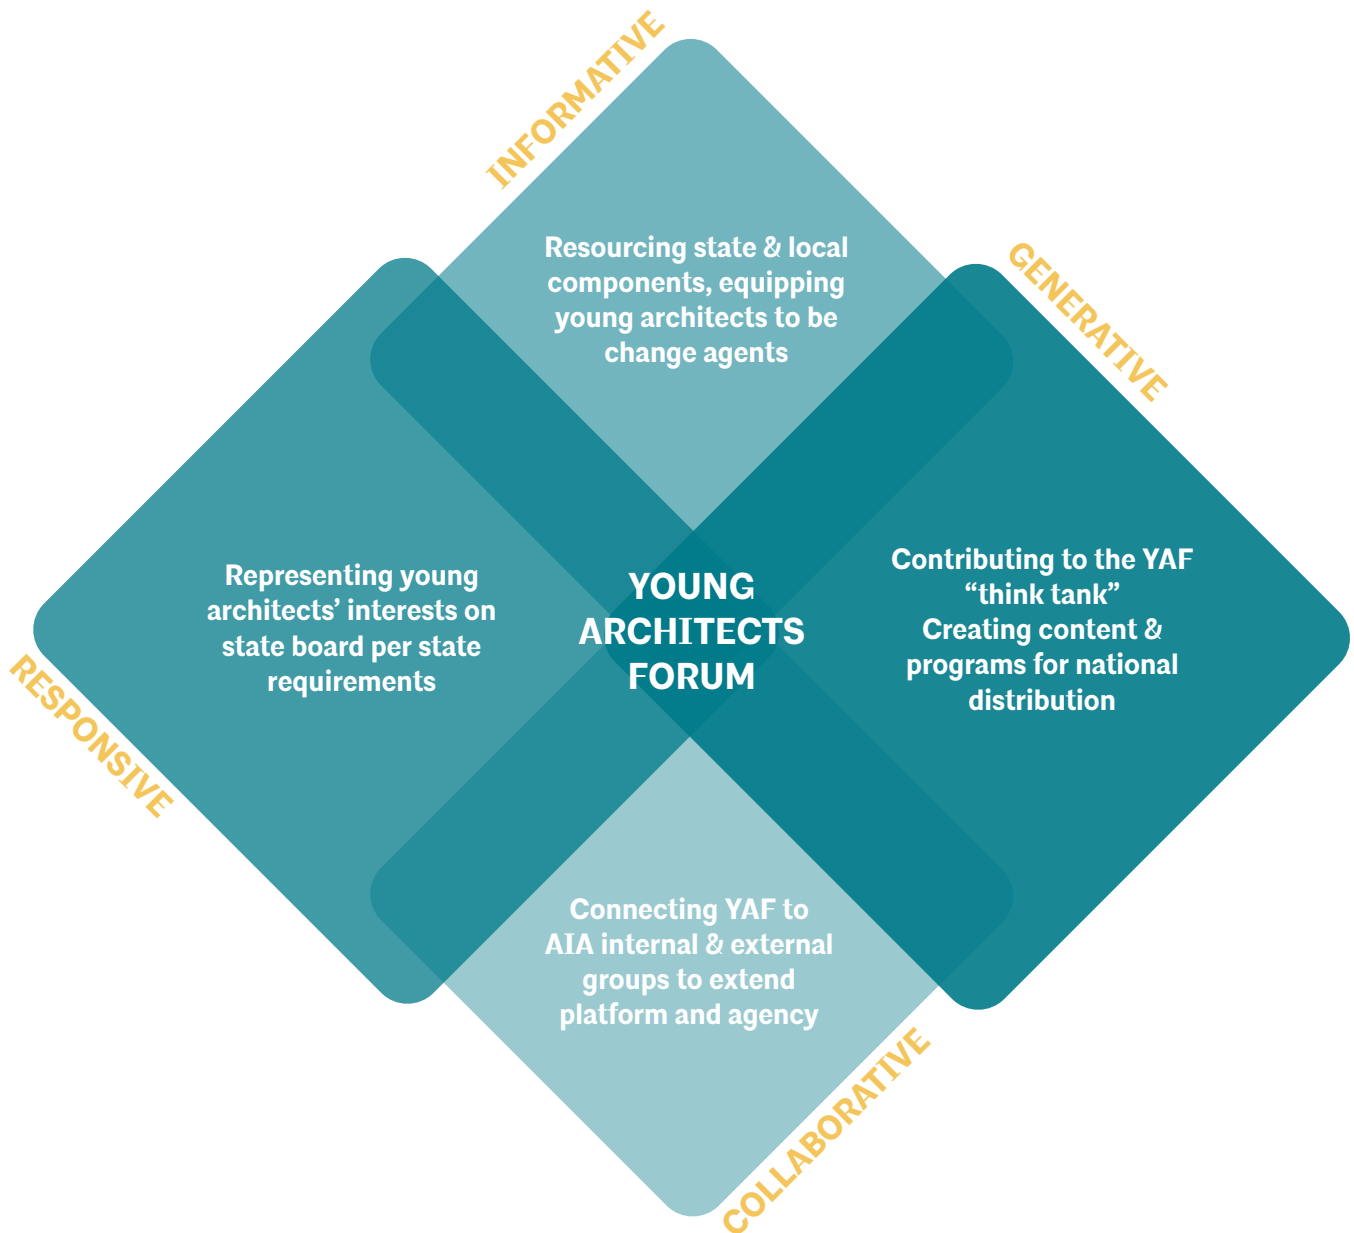 INFORMATIVE
Resourcing state & local
components, equipping
young architects to be
change agents
GENERATIVE
Contributing to the YAF
“think tank”
Creating content &
programs for national
distribution
YOUNG
ARCHITECTS
FORUM
Representing young
architects’ interests on
state board per state
requirements
RESPONSIVE
Connecting YAF to
AIA internal & external
groups to extend
platform and agency
COLLABORATIVE